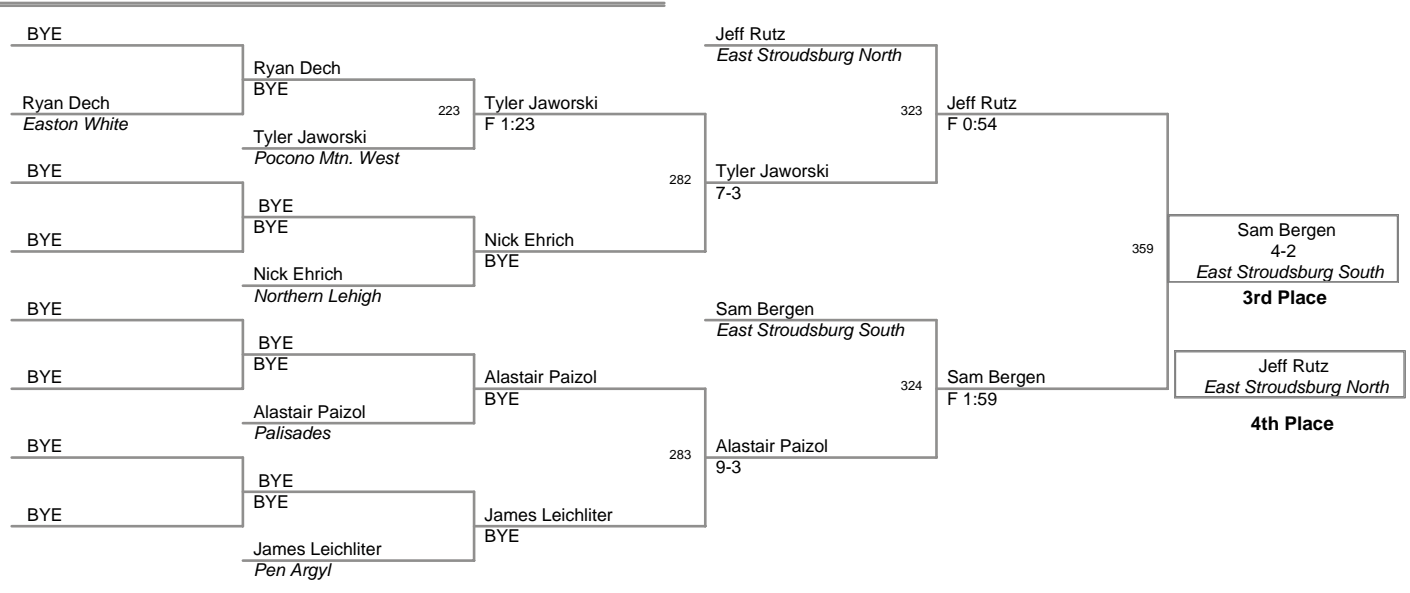 BYE
Ryan Dech
Easton White
BYE
BYE
BYE
BYE
BYE
BYE
Ryan Dech
BYE
Tyler Jaworski
Pocono Mtn. West
BYE
BYE
Nick Ehrich
Northern Lehigh
BYE
BYE
Alastair Paizol
Palisades
BYE
BYE
James Leichliter
Pen Argyl
223
Tyler Jaworski
F 1:23
Nick Ehrich
BYE
Alastair Paizol
BYE
James Leichliter
BYE
282
283
Jeff Rutz
East Stroudsburg North
Tyler Jaworski
7-3
Sam Bergen
East Stroudsburg South
Alastair Paizol
9-3
323
324
Jeff Rutz
F 0:54
Sam Bergen
F 1:59
359
Sam Bergen
4-2
East Stroudsburg South
3rd Place
Jeff Rutz
East Stroudsburg North
4th Place